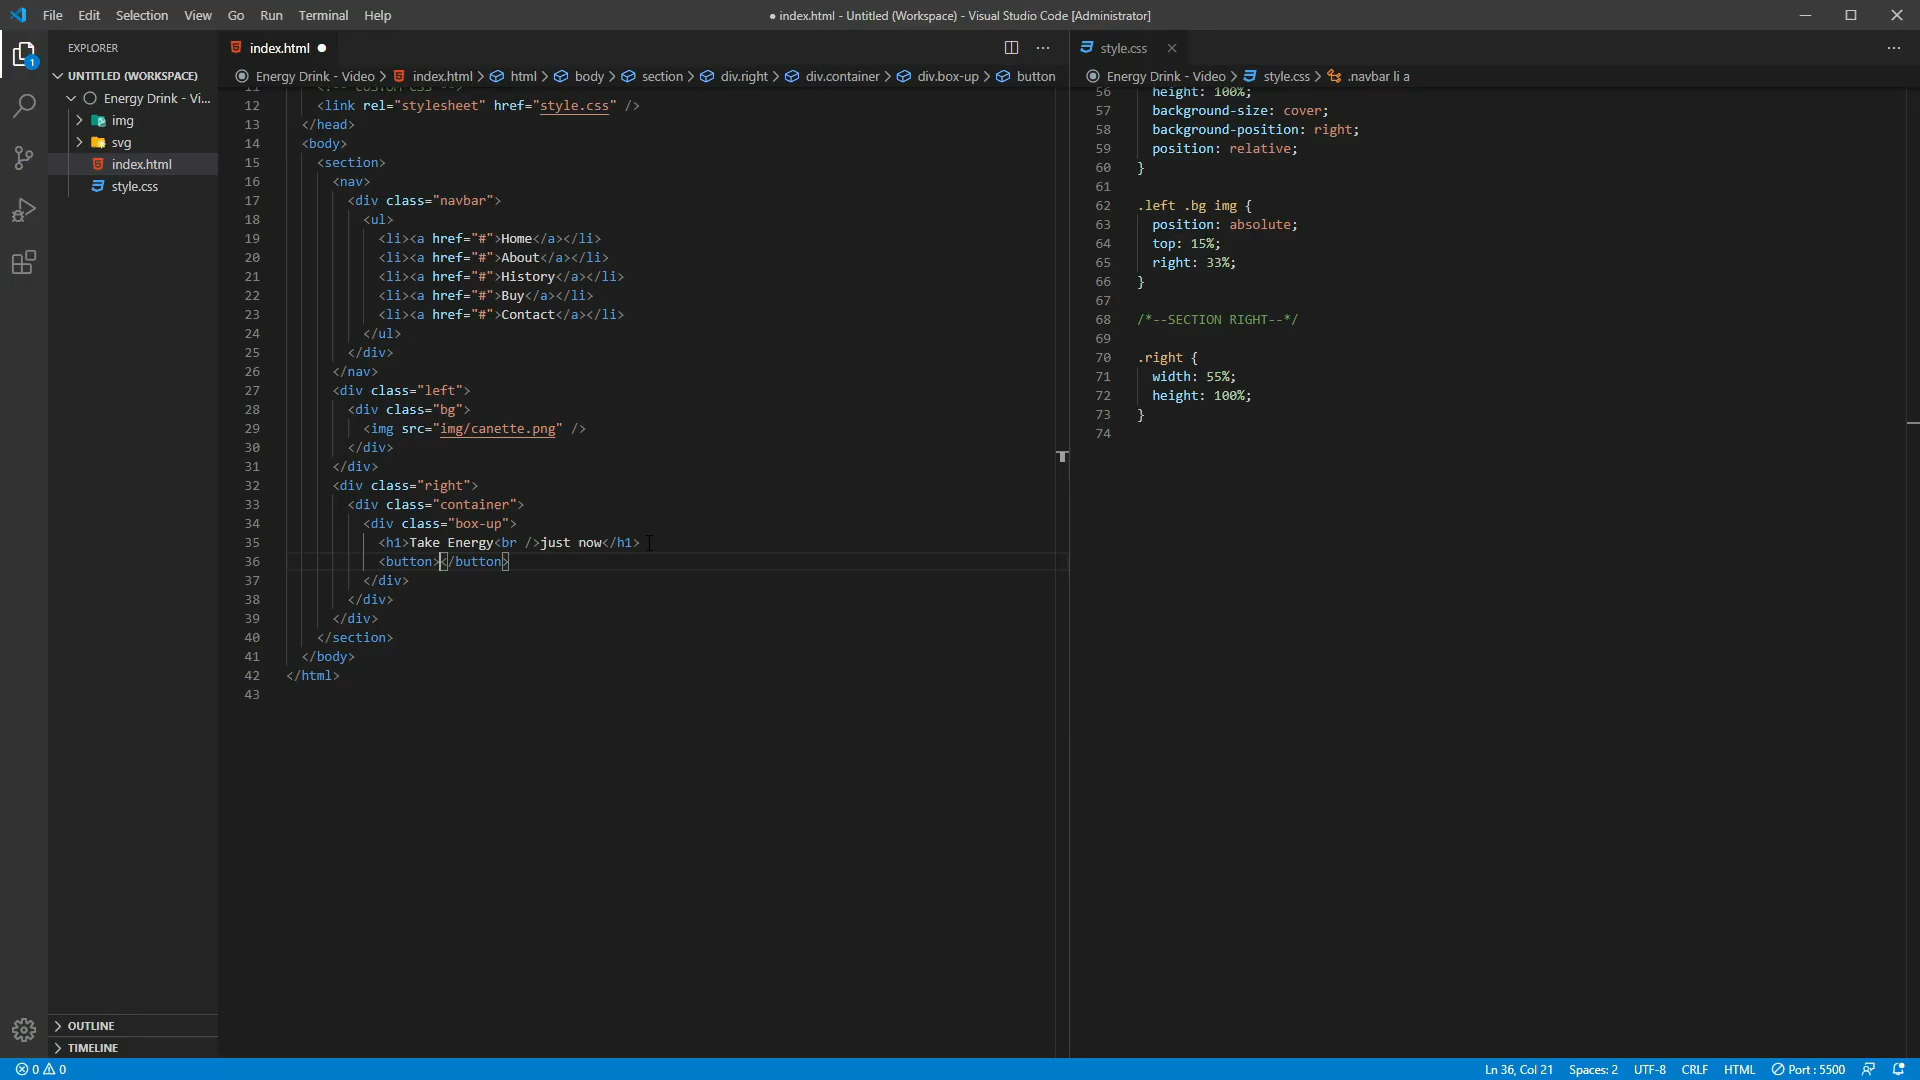 File Edit Selection View Go Run Terminal Help
● index.html - Untitled (Workspace) - Visual Studio Code [Administrator]
EXPLORER
index.html
style.css
UNTITLED (WORKSPACE)
Energy Drink - Video > index.html > html > body > section > div.right > div.container > div.box-up > button
Energy Drink - Video > style.css > .navbar li a
1
Energy Drink - Vi...
img
svg
index.html
style.css
12 <link rel="stylesheet" href="style.css" />
13 </head>
14 <body>
15 <section>
16 <nav>
17 <div class="navbar">
18 <ul>
19 <li><a href="#">Home</a></li>
20 <li><a href="#">About</a></li>
21 <li><a href="#">History</a></li>
22 <li><a href="#">Buy</a></li>
23 <li><a href="#">Contact</a></li>
24 </ul>
25 </div>
26 </nav>
27 <div class="left">
28 <div class="bg">
29 <img src="img/canette.png" />
30 </div>
31 </div>
32 <div class="right">
33 <div class="container">
34 <div class="box-up">
35 <h1>Take Energy<br />just now</h1>
36 <button></button>
37 </div>
38 </div>
39 </div>
40 </section>
41 </body>
42 </html>
43
56 height: 100%;
57 background-size: cover;
58 background-position: right;
59 position: relative;
60 }
61
62 .left .bg img {
63 position: absolute;
64 top: 15%;
65 right: 33%;
66 }
67
68 /*--SECTION RIGHT--*/
69
70 .right {
71 width: 55%;
72 height: 100%;
73 }
74
OUTLINE
TIMELINE
0 0
Ln 36, Col 21 Spaces: 2 UTF-8 CRLF HTML Port : 5500